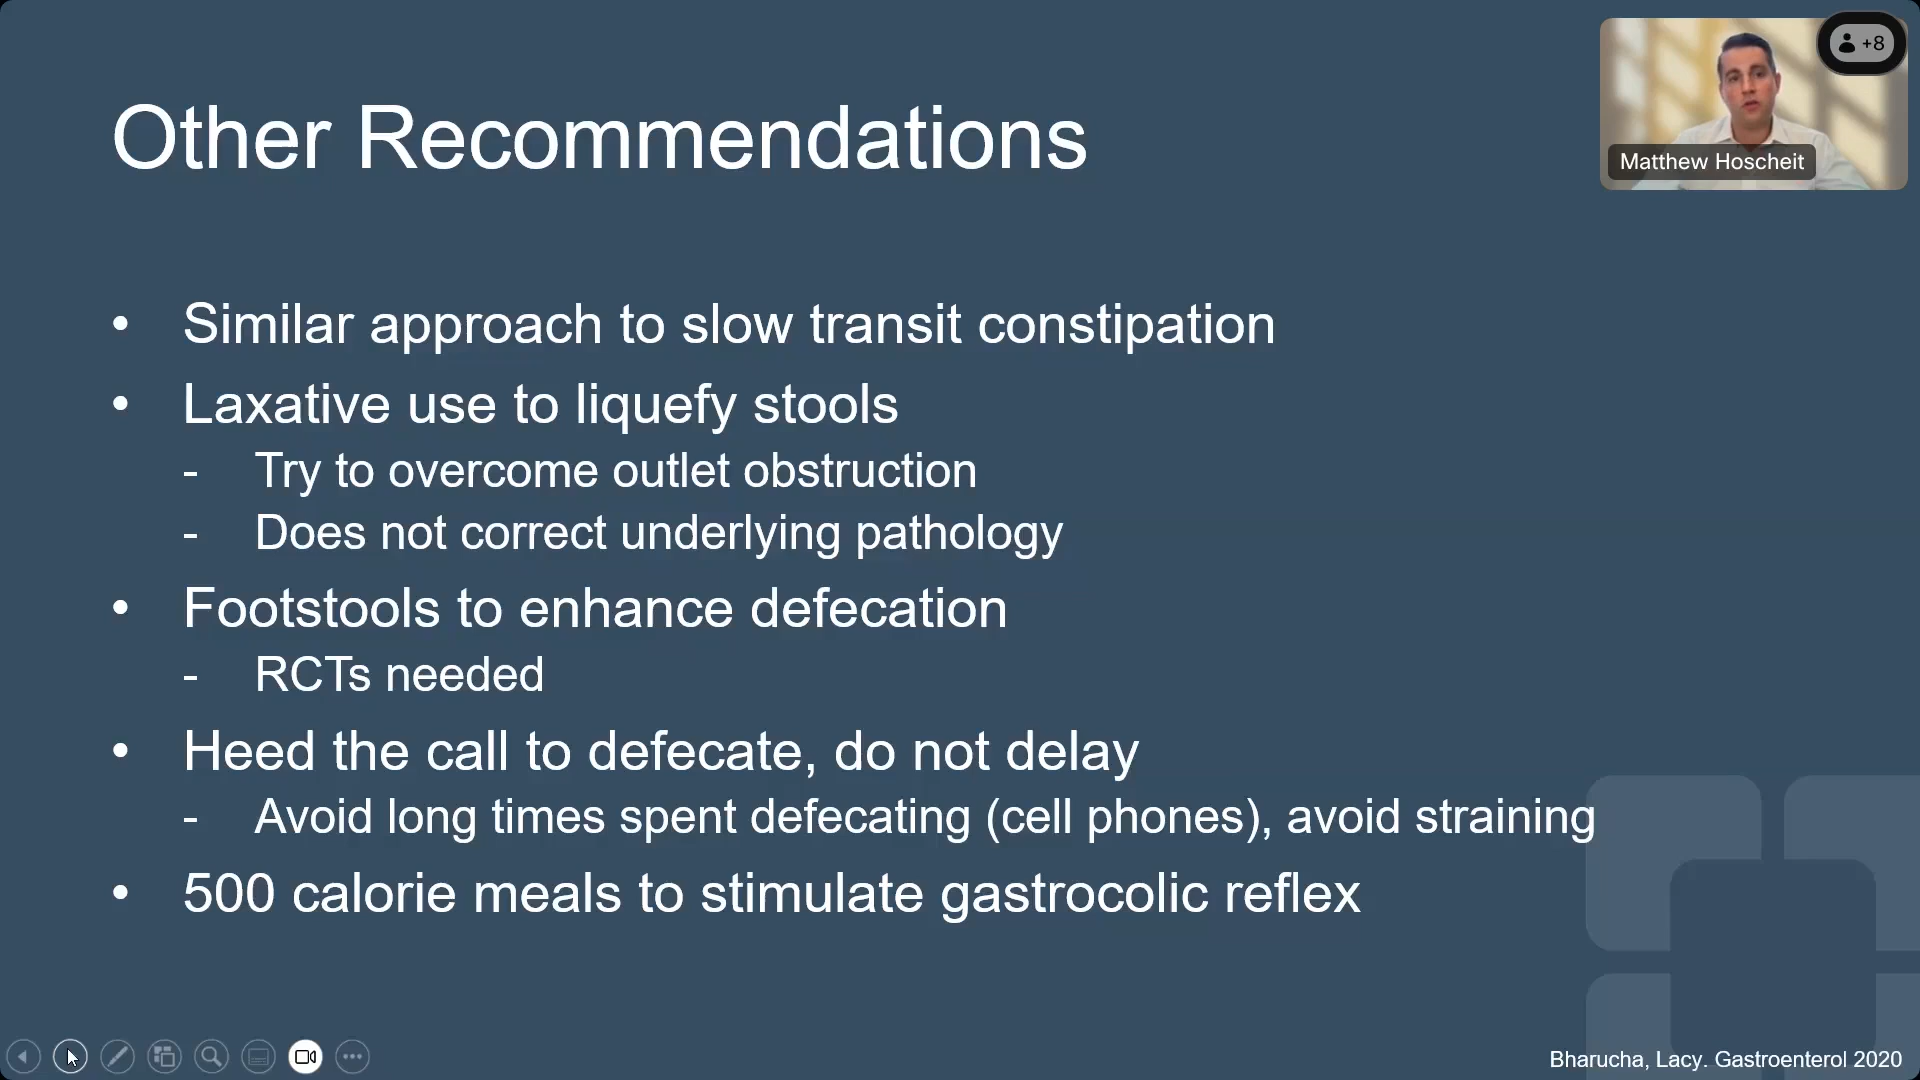 +8
Matthew Hoscheit
Other Recommendations
• Similar approach to slow transit constipation
• Laxative use to liquefy stools
- Try to overcome outlet obstruction
- Does not correct underlying pathology
• Footstools to enhance defecation
- RCTs needed
• Heed the call to defecate, do not delay
- Avoid long times spent defecating (cell phones), avoid straining
• 500 calorie meals to stimulate gastrocolic reflex
Bharucha, Lacy. Gastroenterol 2020